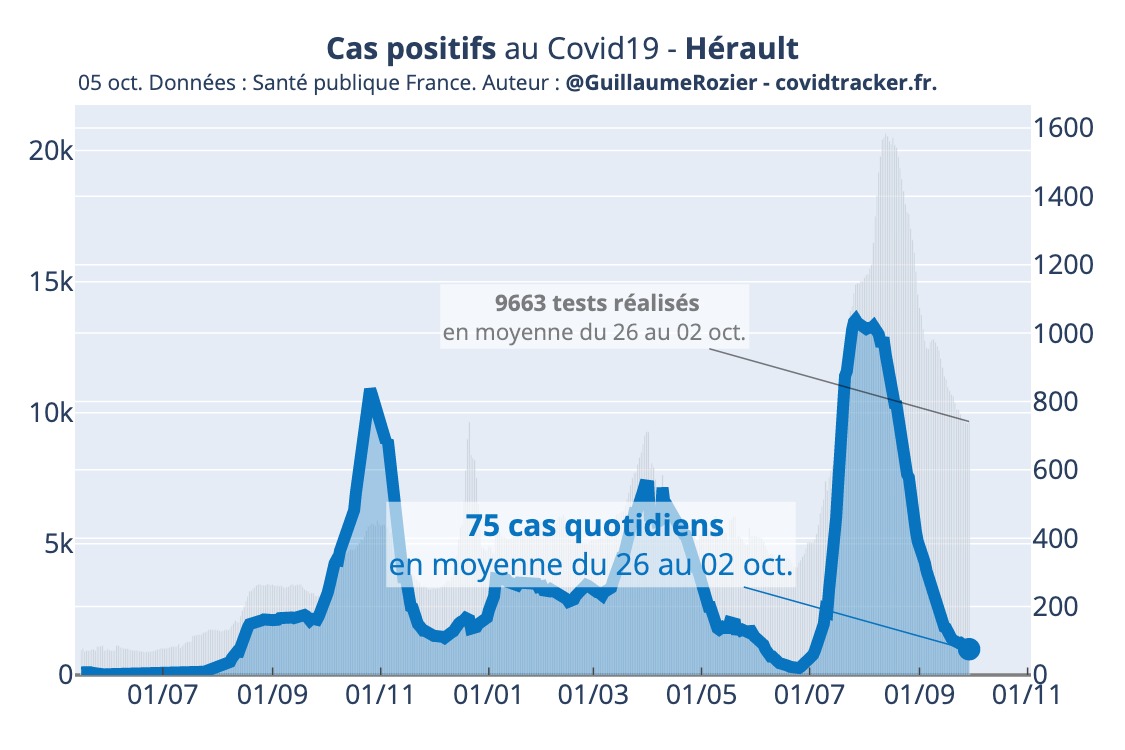 Cas positifs au Covid19 - Hérault
05 oct. Données : Santé publique France. Auteur : @GuillaumeRozier - covidtracker.fr.
1600
20k
1400
1200
15k
9663 tests réalisés
en moyenne du 26 au 02 oct.
1000
10k
800
600
75 cas quotidiens
5k
400
en moyenne du 26 au 02 oct.
200
0
0
01/07 01/09 01/11 01/01 01/03 01/05 01/07 01/09 01/11